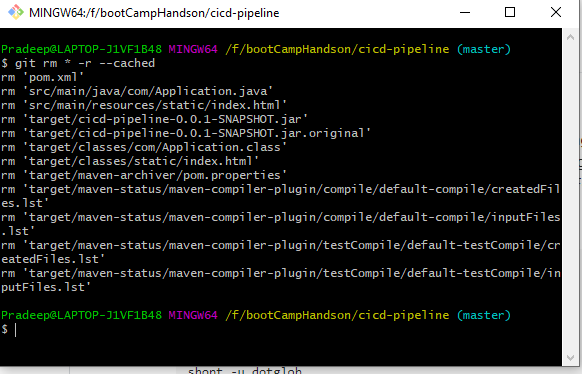 MINGW64:/f/bootCampHandson/cicd-pipeline
Pradeep@LAPTOP-J1VF1B48 MINGW64 /f/bootCampHandson/cicd-pipeline (master)
$ git rm * -r --cached
rm 'pom.xml'
rm 'src/main/java/com/Application.java'
rm 'src/main/resources/static/index.html'
rm 'target/cicd-pipeline-0.0.1-SNAPSHOT.jar'
rm 'target/cicd-pipeline-0.0.1-SNAPSHOT.jar.original'
rm 'target/classes/com/Application.class'
rm 'target/classes/static/index.html'
rm 'target/maven-archiver/pom.properties'
rm 'target/maven-status/maven-compiler-plugin/compile/default-compile/createdFil
es.lst'
rm 'target/maven-status/maven-compiler-plugin/compile/default-compile/inputFiles
.lst'
rm 'target/maven-status/maven-compiler-plugin/testCompile/default-testCompile/cr
eatedFiles.lst'
rm 'target/maven-status/maven-compiler-plugin/testCompile/default-testCompile/in
putFiles.lst'
Pradeep@LAPTOP-J1VF1B48 MINGW64 /f/bootCampHandson/cicd-pipeline (master)
$
shopt -u dotglob